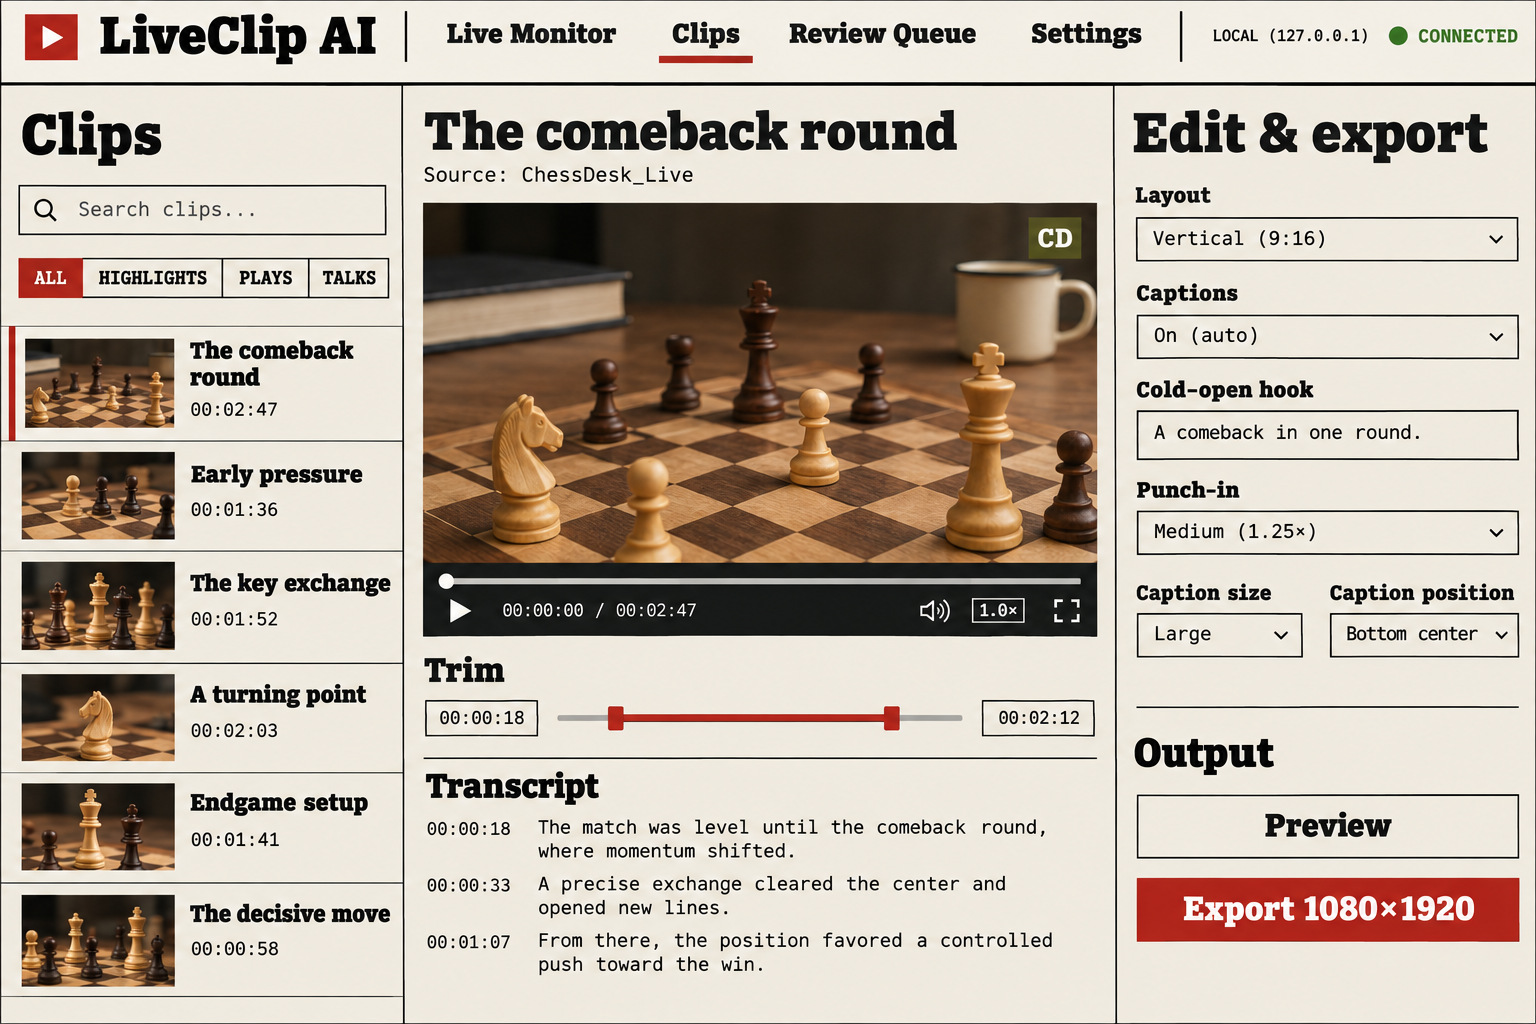 LiveClip AI
Live Monitor
Clips
Review Queue
Settings
LOCAL (127.0.0.1)
CONNECTED
Clips
Search clips...
ALL
HIGHLIGHTS
PLAYS
TALKS
The comeback
round
00:02:47
Early pressure
00:01:36
The key exchange
00:01:52
A turning point
00:02:03
Endgame setup
00:01:41
The decisive move
00:00:58
The comeback round
Source: ChessDesk_Live
CD
00:00:00 / 00:02:47
1.0×
Trim
00:00:18
00:02:12
Transcript
00:00:18
The match was level until the comeback round,
where momentum shifted.
00:00:33
A precise exchange cleared the center and
opened new lines.
00:01:07
From there, the position favored a controlled
push toward the win.
Edit & export
Layout
Vertical (9:16)
Captions
On (auto)
Cold-open hook
A comeback in one round.
Punch-in
Medium (1.25×)
Caption size
Large
Caption position
Bottom center
Output
Preview
Export 1080×1920